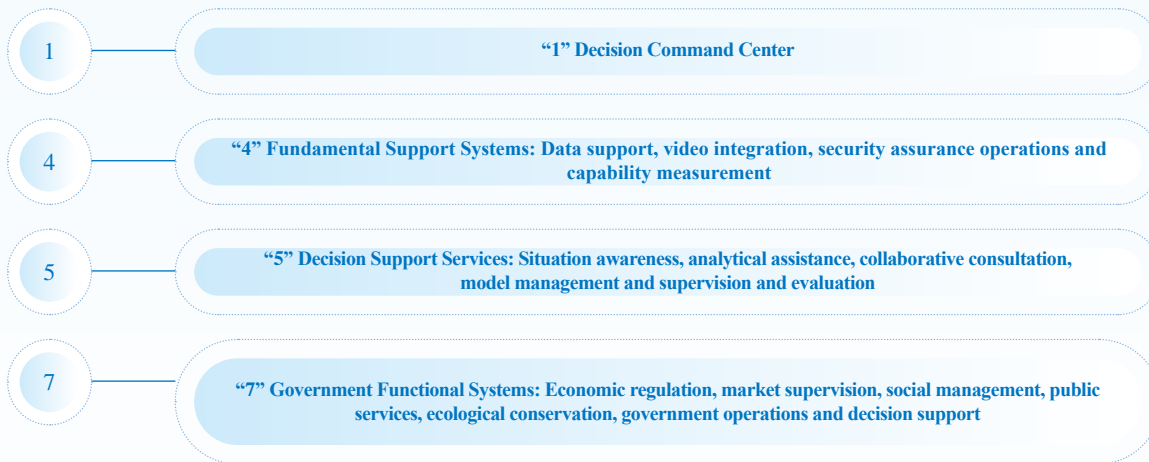 1
“1” Decision Command Center
4
“4” Fundamental Support Systems: Data support, video integration, security assurance operations and
capability measurement
5
“5” Decision Support Services: Situation awareness, analytical assistance, collaborative consultation,
model management and supervision and evaluation
7
“7” Government Functional Systems: Economic regulation, market supervision, social management, public
services, ecological conservation, government operations and decision support